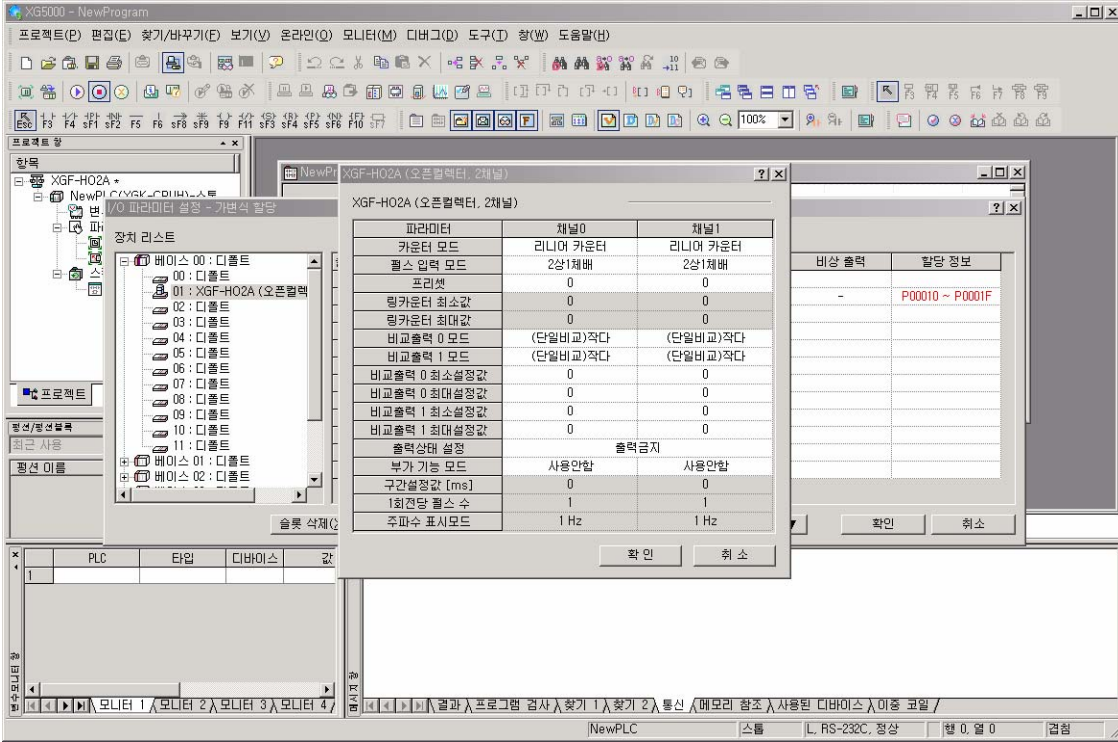 XG5000 - NewProgram
프로젝트(P) 편집(E) 찾기/바꾸기(F) 보기(V) 온라인(O) 모니터(M) 디버그(D) 도구(T) 창(W) 도움말(H)
100%
프로젝트 창
항목
XGF-HO2A *
NewPLC(XGK-CPUH)-스톱
NewPr
I/O 파라미터 설정 - 가변식 할당
장치 리스트
베이스 00 : 디폴트
00 : 디폴트
01 : XGF-HO2A (오픈컬렉
02 : 디폴트
03 : 디폴트
04 : 디폴트
05 : 디폴트
06 : 디폴트
07 : 디폴트
08 : 디폴트
09 : 디폴트
10 : 디폴트
11 : 디폴트
베이스 01 : 디폴트
베이스 02 : 디폴트
슬롯 삭제(
비상 출력 할당 정보
- P00010 ~ P0001F
확인 취소
XGF-HO2A (오픈컬렉터, 2채널)
XGF-HO2A (오픈컬렉터, 2채널)
파라미터 채널0 채널1
카운터 모드 리니어 카운터 리니어 카운터
펄스 입력 모드 2상1체배 2상1체배
프리셋 0 0
링카운터 최소값 0 0
링카운터 최대값 0 0
비교출력 0 모드 (단일비교)작다 (단일비교)작다
비교출력 1 모드 (단일비교)작다 (단일비교)작다
비교출력 0 최소설정값 0 0
비교출력 0 최대설정값 0 0
비교출력 1 최소설정값 0 0
비교출력 1 최대설정값 0 0
출력상태 설정 출력금지
부가 기능 모드 사용안함 사용안함
구간설정값 [ms] 0 0
1회전당 펄스 수 1 1
주파수 표시모드 1 Hz 1 Hz
확인 취소
프로젝트
펑션/펑션블록
최근 사용
펑션 이름
PLC 타입 디바이스 값
1
모니터 1 모니터 2 모니터 3 모니터 4
결과 프로그램 검사 찾기 1 찾기 2 통신 메모리 참조 사용된 디바이스 이중 코일
NewPLC 스톱 L, RS-232C, 정상 행 0, 열 0 겹침